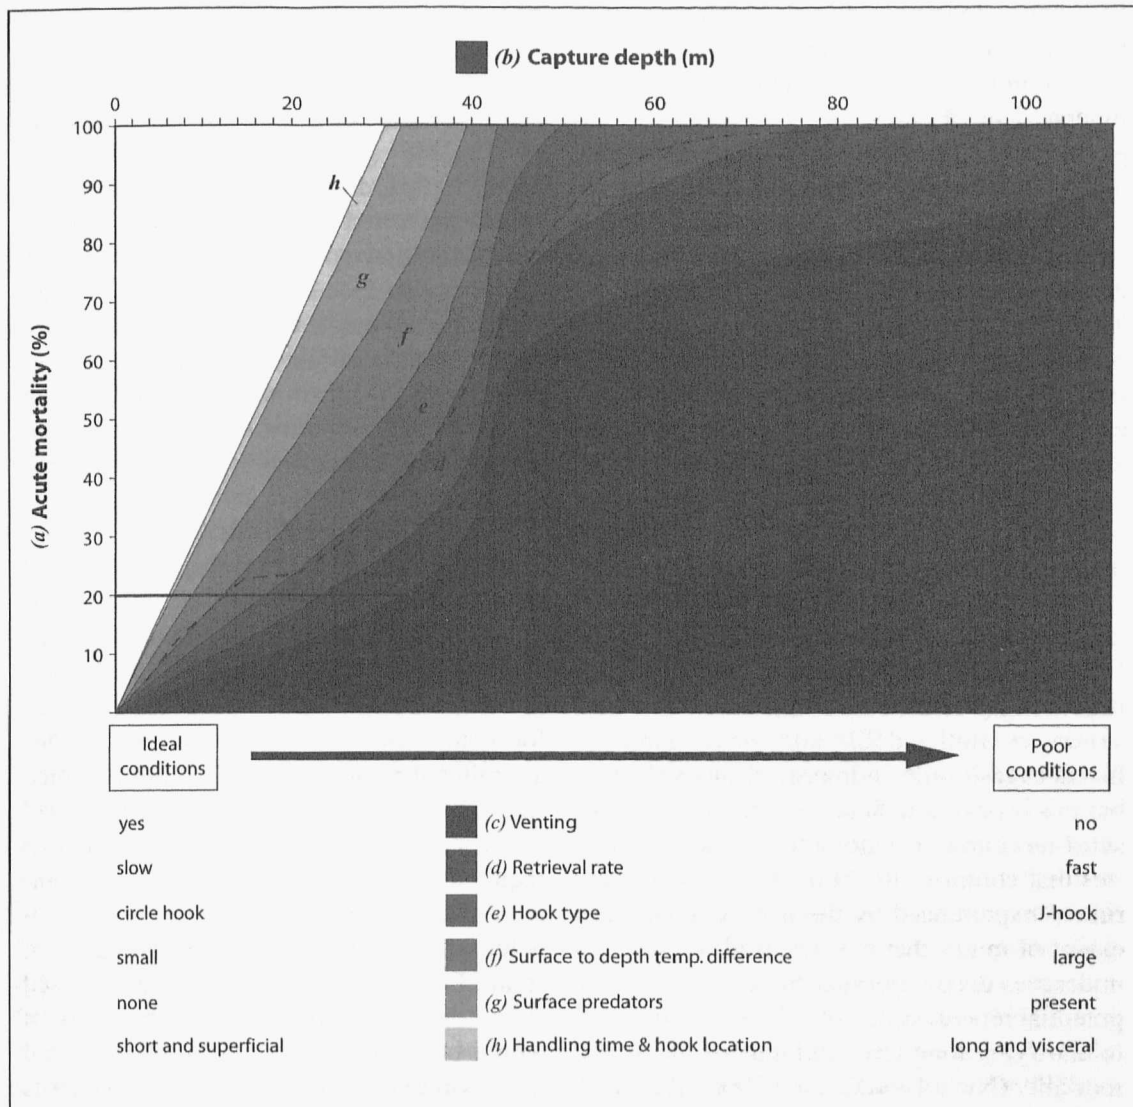 (b) Capture depth (m)
0 20 40 60 80 100
100
90
80
70
60
50
40
30
20
10
(a) Acute mortality (%)
h
g
f
e
d
Ideal
conditions
Poor
conditions
yes (c) Venting no
slow (d) Retrieval rate fast
circle hook (e) Hook type J-hook
small (f) Surface to depth temp. difference large
none (g) Surface predators present
short and superficial (h) Handling time & hook location long and visceral